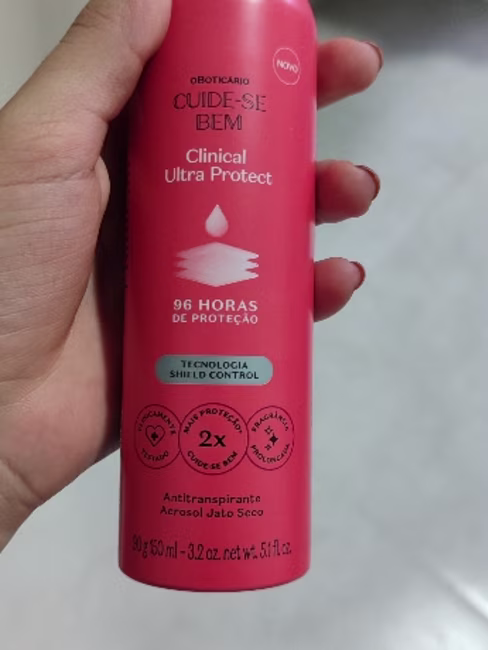 NOVO
oBOTICÁRIO
CUIDE-SE
BEM
Clinical
Ultra Protect
96 HORAS
DE PROTEÇÃO
TECNOLOGIA
SHIELD CONTROL
CLINICAMENTE
TESTADO
MAIS PROTEÇÃO*
2x
CUIDE-SE BEM
FRAGRÂNCIA
PROLONGADA
Antitranspirante
Aerosol Jato Seco
90 g 150 ml - 3.2 oz. net wt. 5.1 fl. oz.